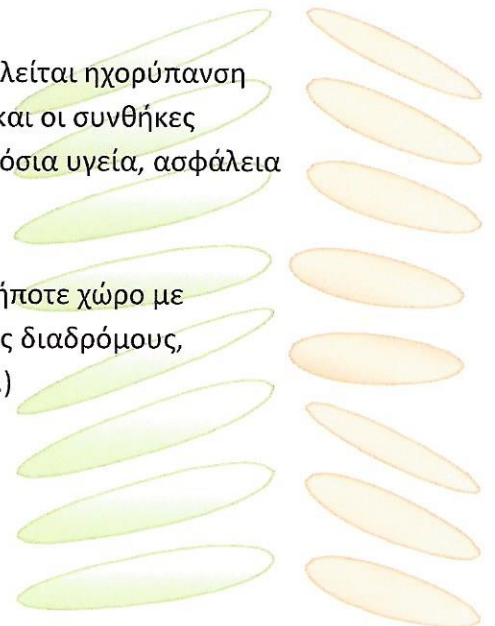 λείται ηχορύπανση
και οι συνθήκες
όσια υγεία, ασφάλεια
ήποτε χώρο με
ς διαδρόμους,
.)